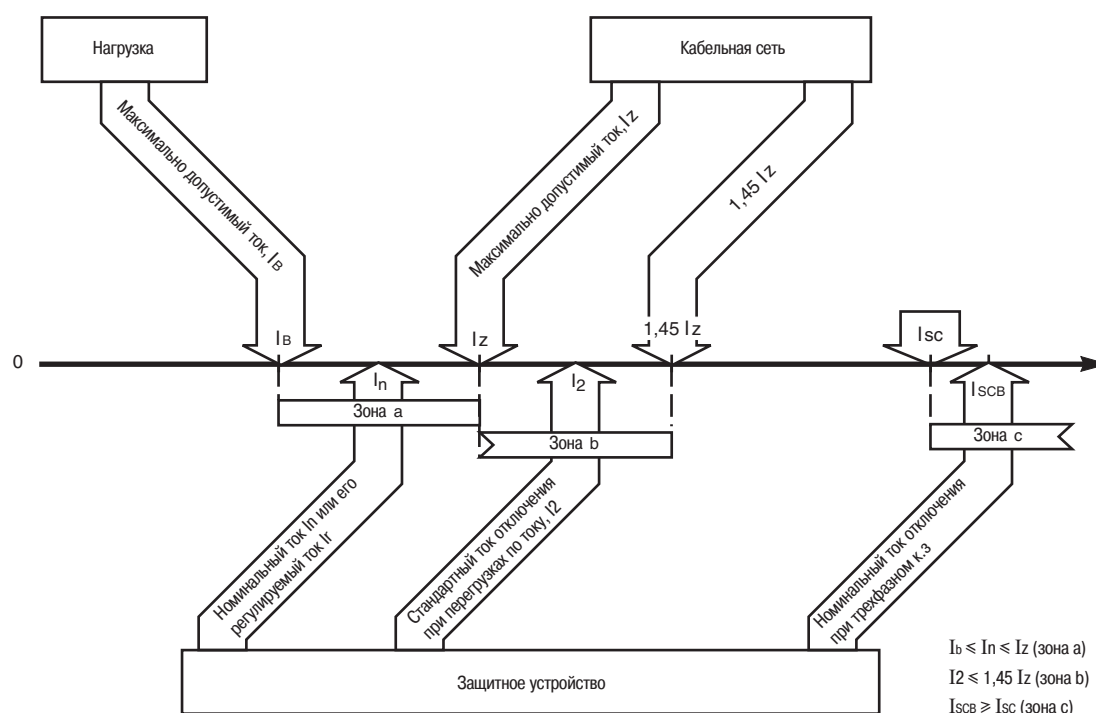 Нагрузка
Кабельная сеть
Максимально допустимый ток, IB
Максимально допустимый ток, Iz
1,45 Iz
0
IB
Iz
1,45 Iz
Isc
In
I2
ISCB
Зона a
Зона b
Зона c
Номинальный ток In или его
регулируемый ток Ir
Стандартный ток отключения
при перегрузках по току, I2
Номинальный ток отключения
при трехфазном к.з
Защитное устройство
Ib ⩽ In ⩽ Iz (зона a)
I2 ⩽ 1,45 Iz (зона b)
ISCB ⩾ ISC (зона c)